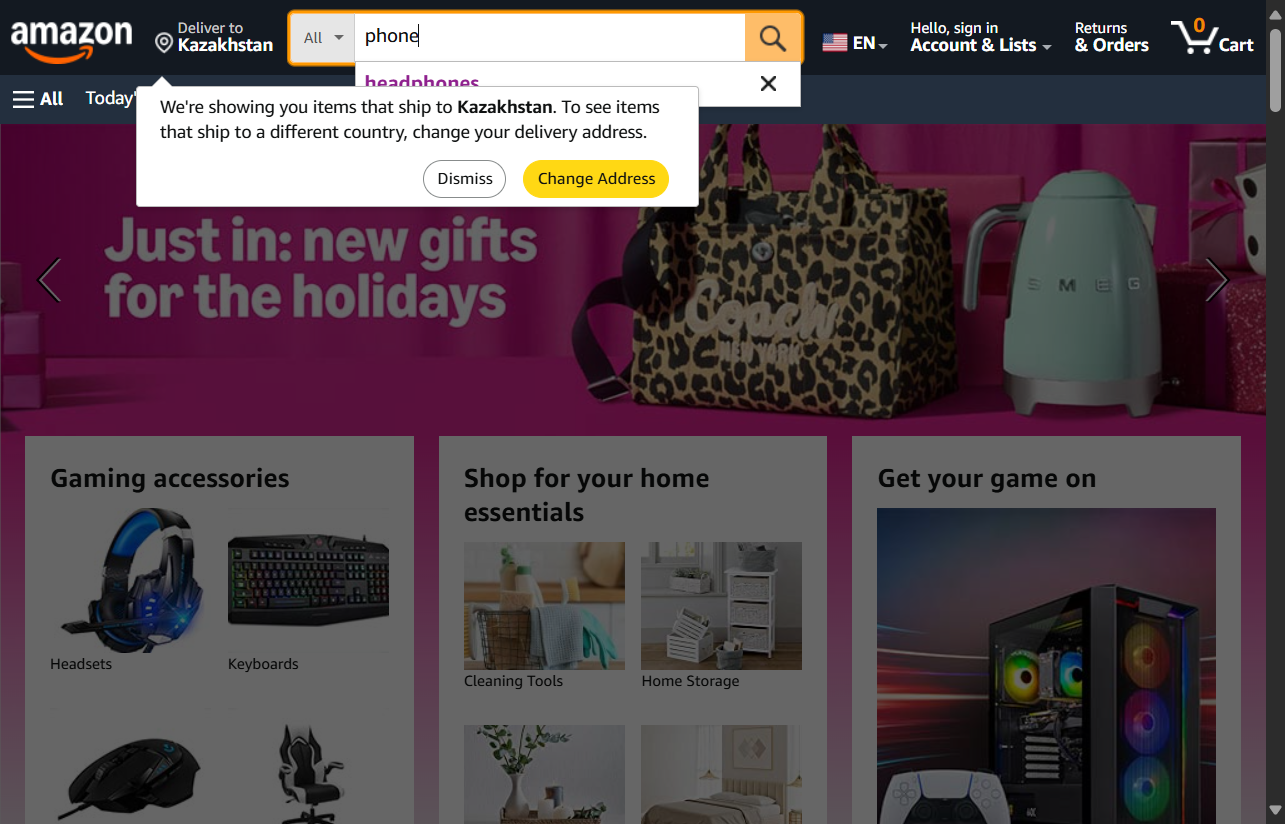 amazon
Deliver to
Kazakhstan
All
phone
EN
Hello, sign in
Account & Lists
Returns
& Orders
0
Cart
headphones
All
Today'
We're showing you items that ship to Kazakhstan. To see items
that ship to a different country, change your delivery address.
Dismiss
Change Address
Just in: new gifts
for the holidays
Coach
NEW YORK
SMEG
Gaming accessories
Headsets
Keyboards
Shop for your home
essentials
Cleaning Tools
Home Storage
Get your game on